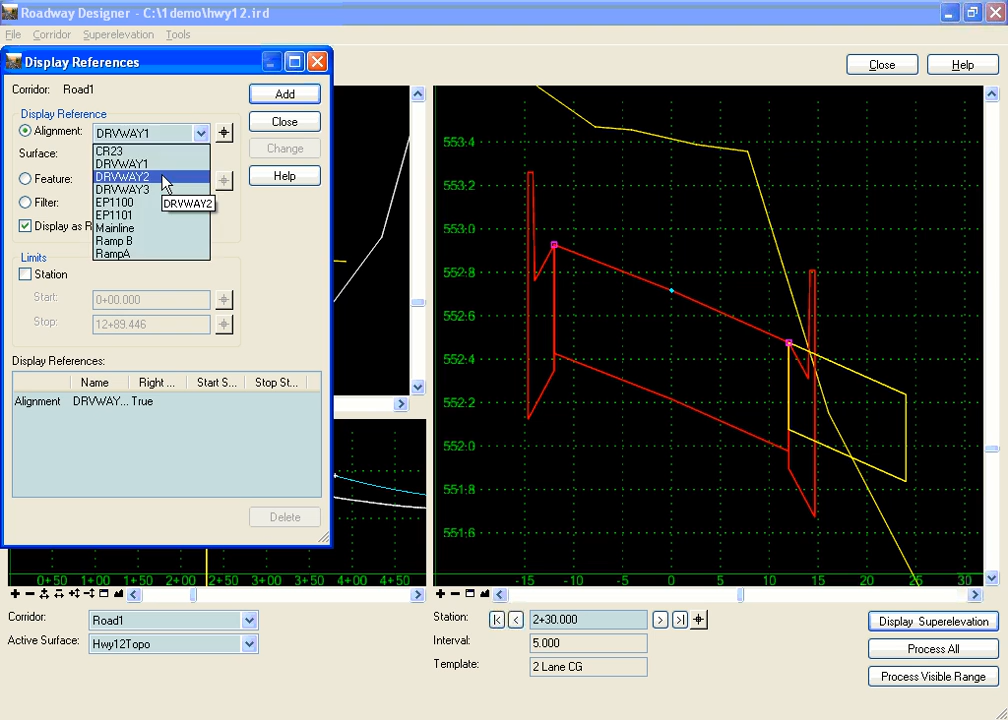 Roadway Designer - C:\1demo\hwy12.ird
File Corridor Superelevation Tools
Close Help
Display References
Corridor: Road1
Add
Display Reference
Alignment: DRVWAY1
Close
Surface:
Change
Feature:
Help
Filter:
Display as R
CR23
DRVWAY1
DRVWAY2
DRVWAY3
EP1100
EP1101
Mainline
Ramp B
RampA
DRVWAY2
Limits
Station
Start: 0+00.000
Stop: 12+89.446
Display References:
Name Right ... Start S... Stop St...
Alignment DRVWAY... True
Delete
553.4
553.2
553.0
552.8
552.6
552.4
552.2
552.0
551.8
551.6
0+50 1+00 1+50 2+00 2+50 3+00 3+50 4+00 4+50
-15 -10 -5 0 5 10 15 20 25 30
Corridor: Road1
Active Surface: Hwy12Topo
Station: 2+30.000
Interval: 5.000
Template: 2 Lane CG
Display Superelevation
Process All
Process Visible Range